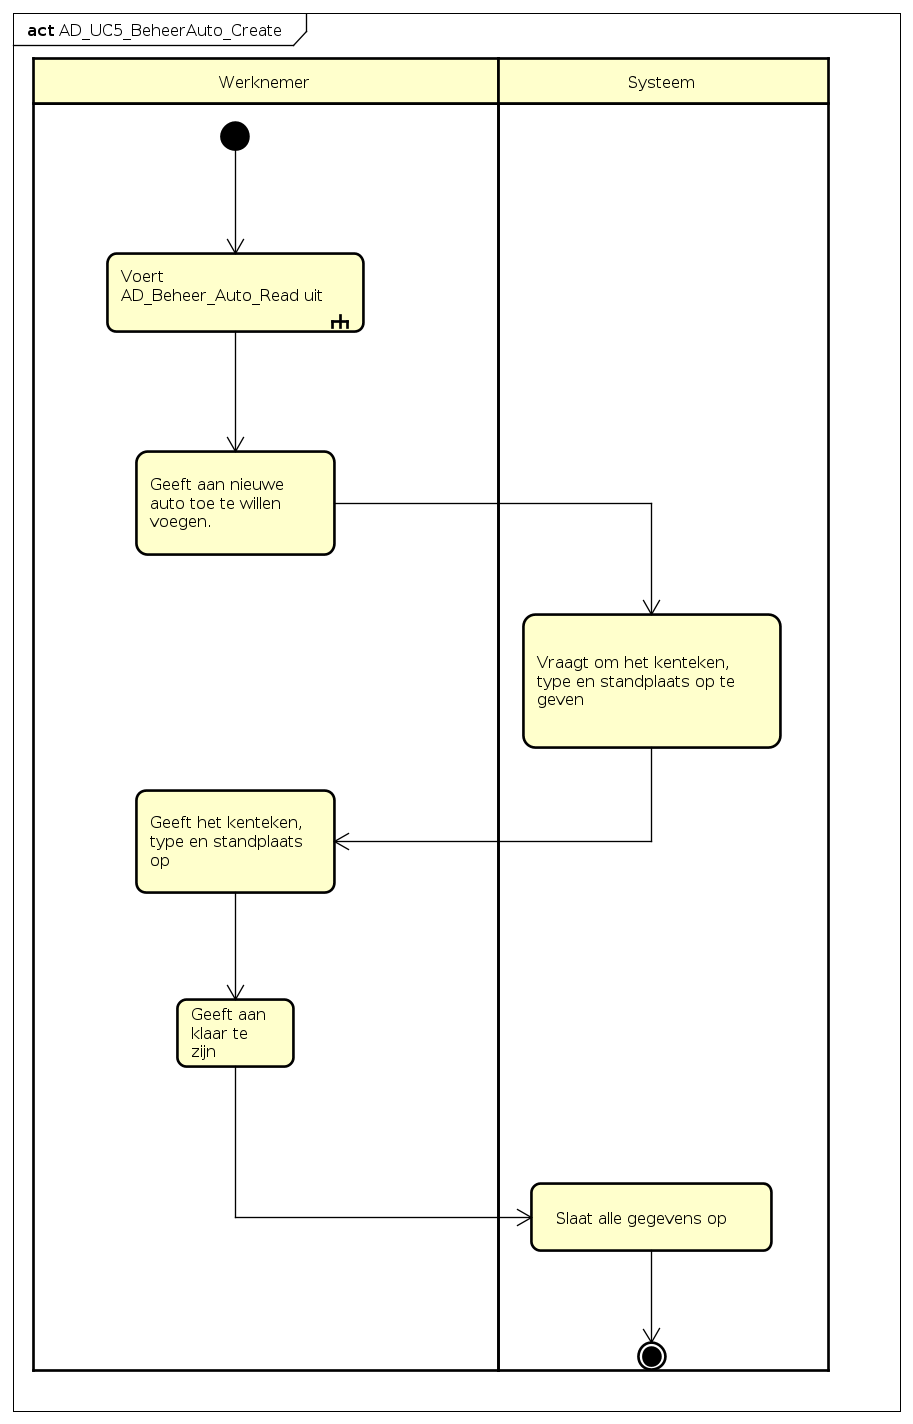 act AD_UC5_BeheerAuto_Create
Werknemer
Systeem
Voert
AD_Beheer_Auto_Read uit
Geeft aan nieuwe
auto toe te willen
voegen.
Vraagt om het kenteken,
type en standplaats op te
geven
Geeft het kenteken,
type en standplaats
op
Geeft aan
klaar te
zijn
Slaat alle gegevens op